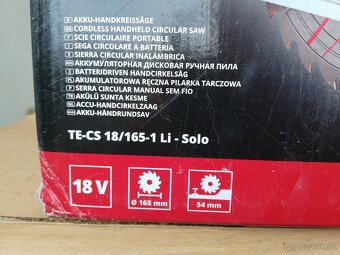 AKKU-HANDKREISSÄGE
CORDLESS HANDHELD CIRCULAR SAW
SCIE CIRCULAIRE PORTABLE
SEGA CIRCOLARE A BATTERIA
SIERRA CIRCULAR INALÁMBRICA
АККУМУЛЯТОРНАЯ ДИСКОВАЯ РУЧНАЯ ПИЛА
BATTERIDRIVEN HANDCIRKELSÅG
AKUMULATOROWA RĘCZNA PILARKA TARCZOWA
SERRA CIRCULAR MANUAL SEM FIO
AKÜLÜ SUNTA KESME
ACCU-HANDCIRKELZAAG
AKKU-HÅNDRUNDSAV
TE-CS 18/165-1 Li - Solo
18 V
Ø 165 mm
54 mm